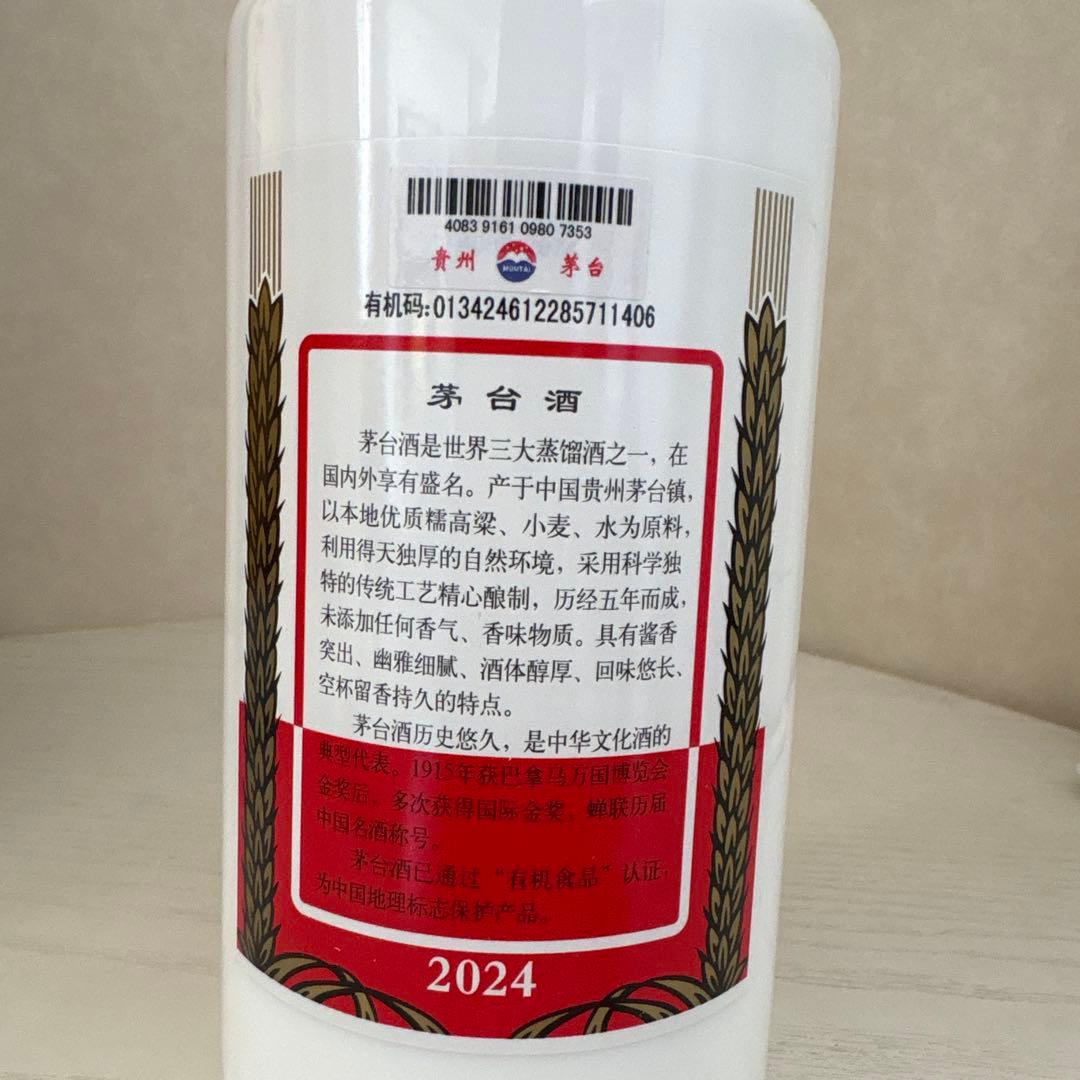 4083 9161 0980 7353
贵州 MOUTAI 茅台
有机码:013424612285711406
茅台酒
茅台酒是世界三大蒸馏酒之一，在
国内外享有盛名。产于中国贵州茅台镇，
以本地优质糯高粱、小麦、水为原料，
利用得天独厚的自然环境，采用科学独
特的传统工艺精心酿制，历经五年而成，
未添加任何香气、香味物质。具有酱香
突出、幽雅细腻、酒体醇厚、回味悠长、
空杯留香持久的特点。
茅台酒历史悠久，是中华文化酒的
典型代表。1915年获巴拿马万国博览会
金奖后，多次获得国际金奖，蝉联历届
中国名酒称号。
茅台酒已通过“有机食品”认证，
为中国地理标志保护产品。
2024